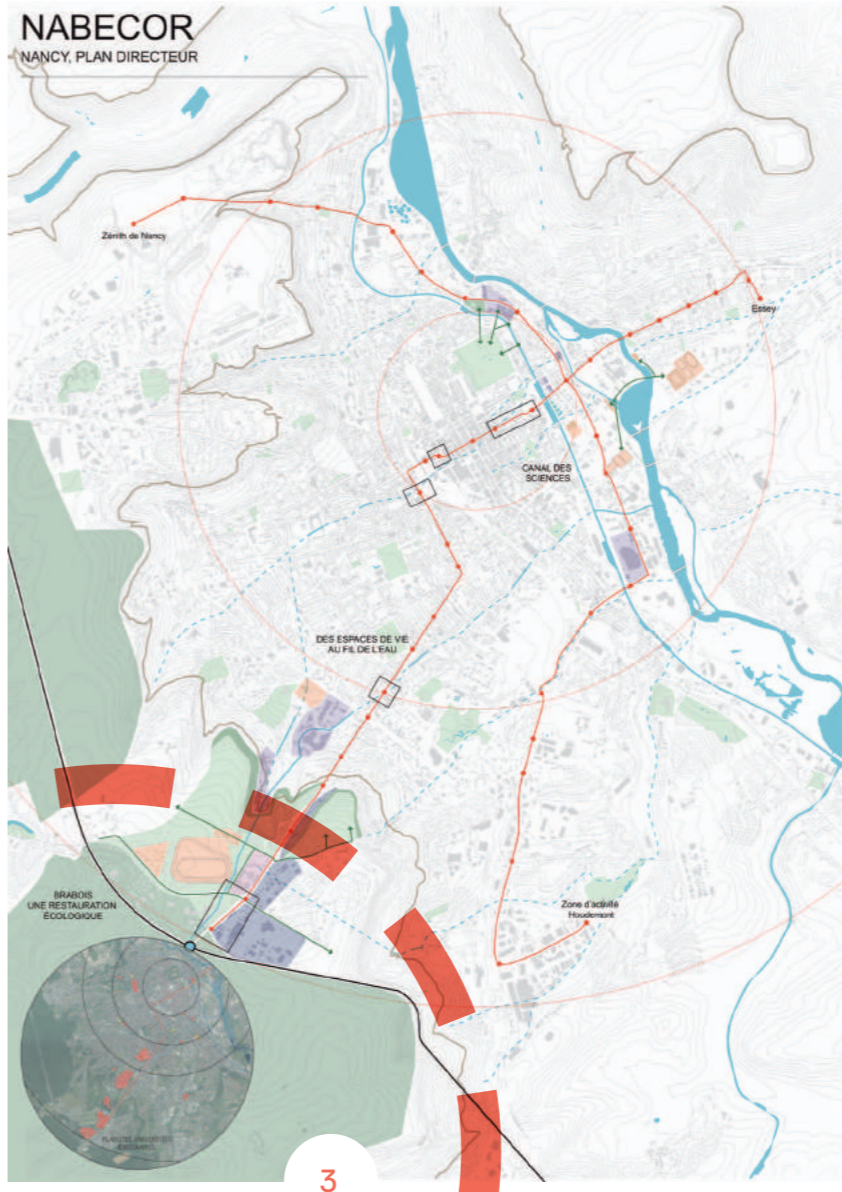 NABECOR
NANCY, PLAN DIRECTEUR
Zénith de Nancy
Essey
CANAL DES
SCIENCES
DES ESPACES DE VIE
AU FIL DE L'EAU
BRABOIS
UNE RESTAURATION
ÉCOLOGIQUE
Zone d'activité
Houdemont
3